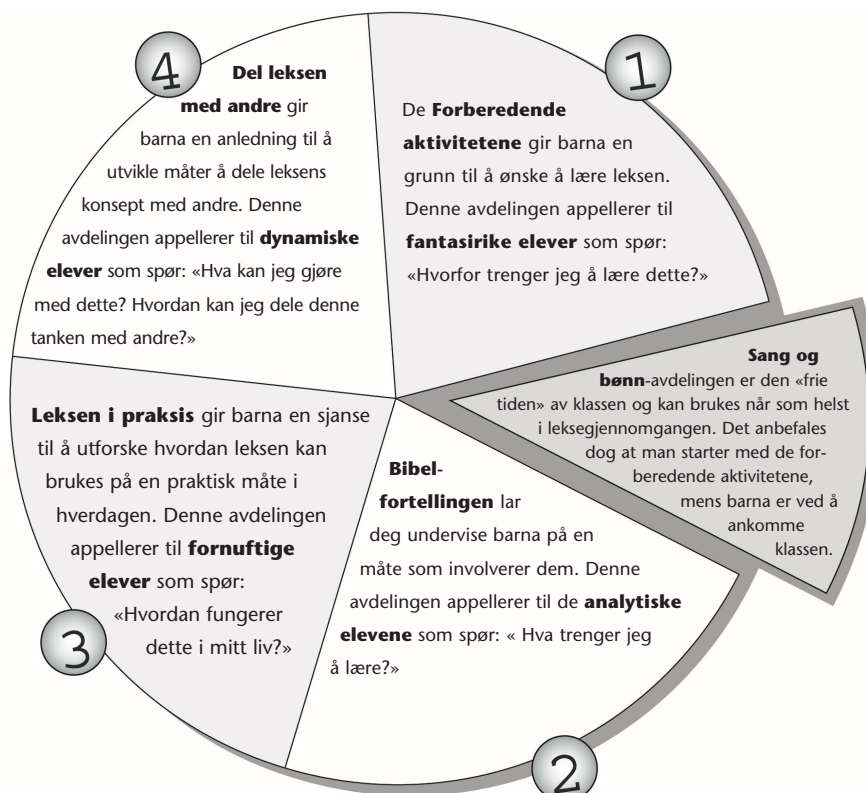 1
De Forberedende
aktivitetene gir barna en
grunn til å ønske å lære leksen.
Denne avdelingen appellerer til
fantasirike elever som spør:
«Hvorfor trenger jeg å lære dette?»
Sang og
bønn-avdelingen er den «frie
tiden» av klassen og kan brukes når som helst
i leksegjennomgangen. Det anbefales
dog at man starter med de for-
beredende aktivitetene,
mens barna er ved å
ankomme
klassen.
2
Bibel-
fortellingen lar
deg undervise barna på en
måte som involverer dem. Denne
avdelingen appellerer til de analytiske
elevene som spør: « Hva trenger jeg
å lære?»
3
Leksen i praksis gir barna en sjanse
til å utforske hvordan leksen kan
brukes på en praktisk måte i
hverdagen. Denne avdelingen
appellerer til fornuftige
elever som spør:
«Hvordan fungerer
dette i mitt liv?»
4
Del leksen
med andre gir
barna en anledning til å
utvikle måter å dele leksens
konsept med andre. Denne
avdelingen appellerer til dynamiske
elever som spør: «Hva kan jeg gjøre
med dette? Hvordan kan jeg dele denne
tanken med andre?»